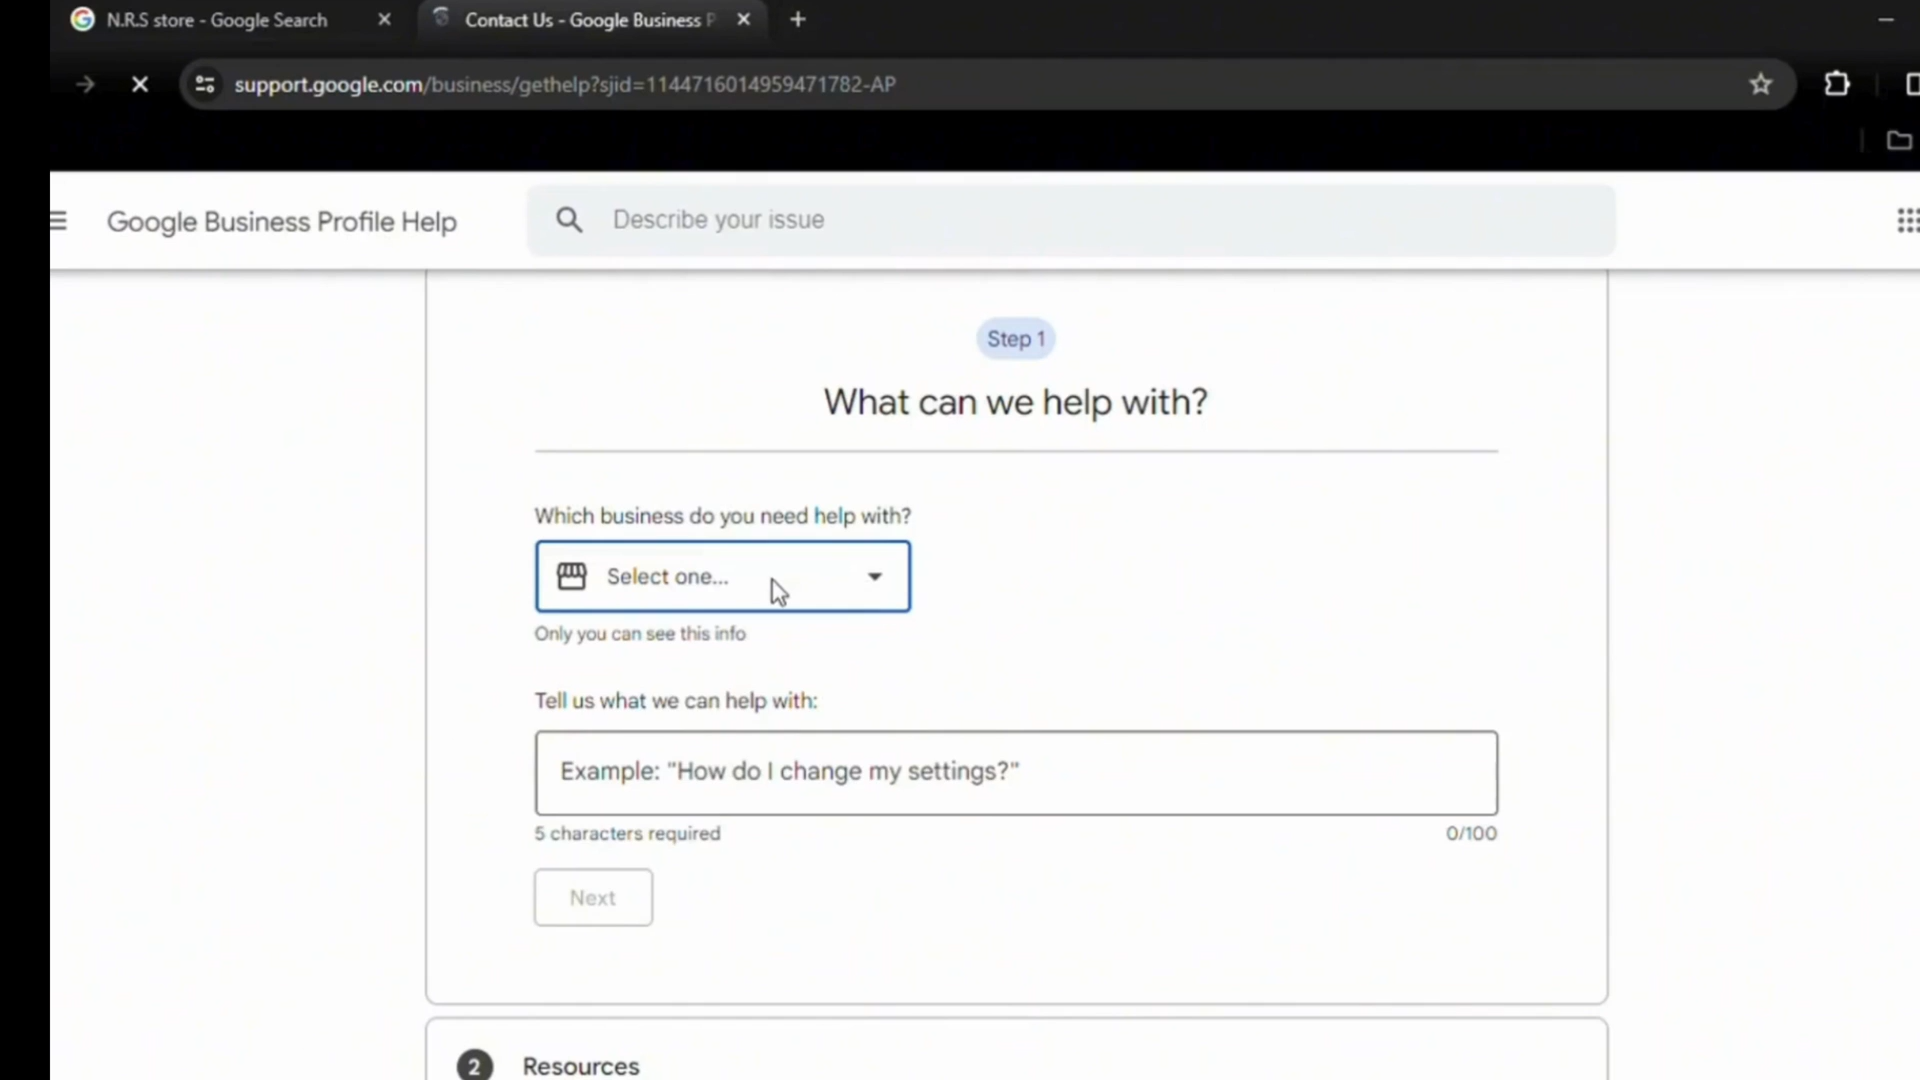 N.R.S store - Google Search
Contact Us - Google Business P
support.google.com/business/gethelp?sjid=11447160149594717​82-AP
Google Business Profile Help
Describe your issue
Step 1
What can we help with?
Which business do you need help with?
Select one...
Only you can see this info
Tell us what we can help with:
Example: "How do I change my settings?"
5 characters required
0/100
Next
2
Resources